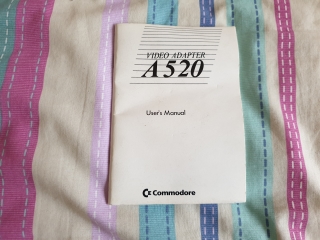 VIDEO ADAPTER
A520
User's Manual
Commodore